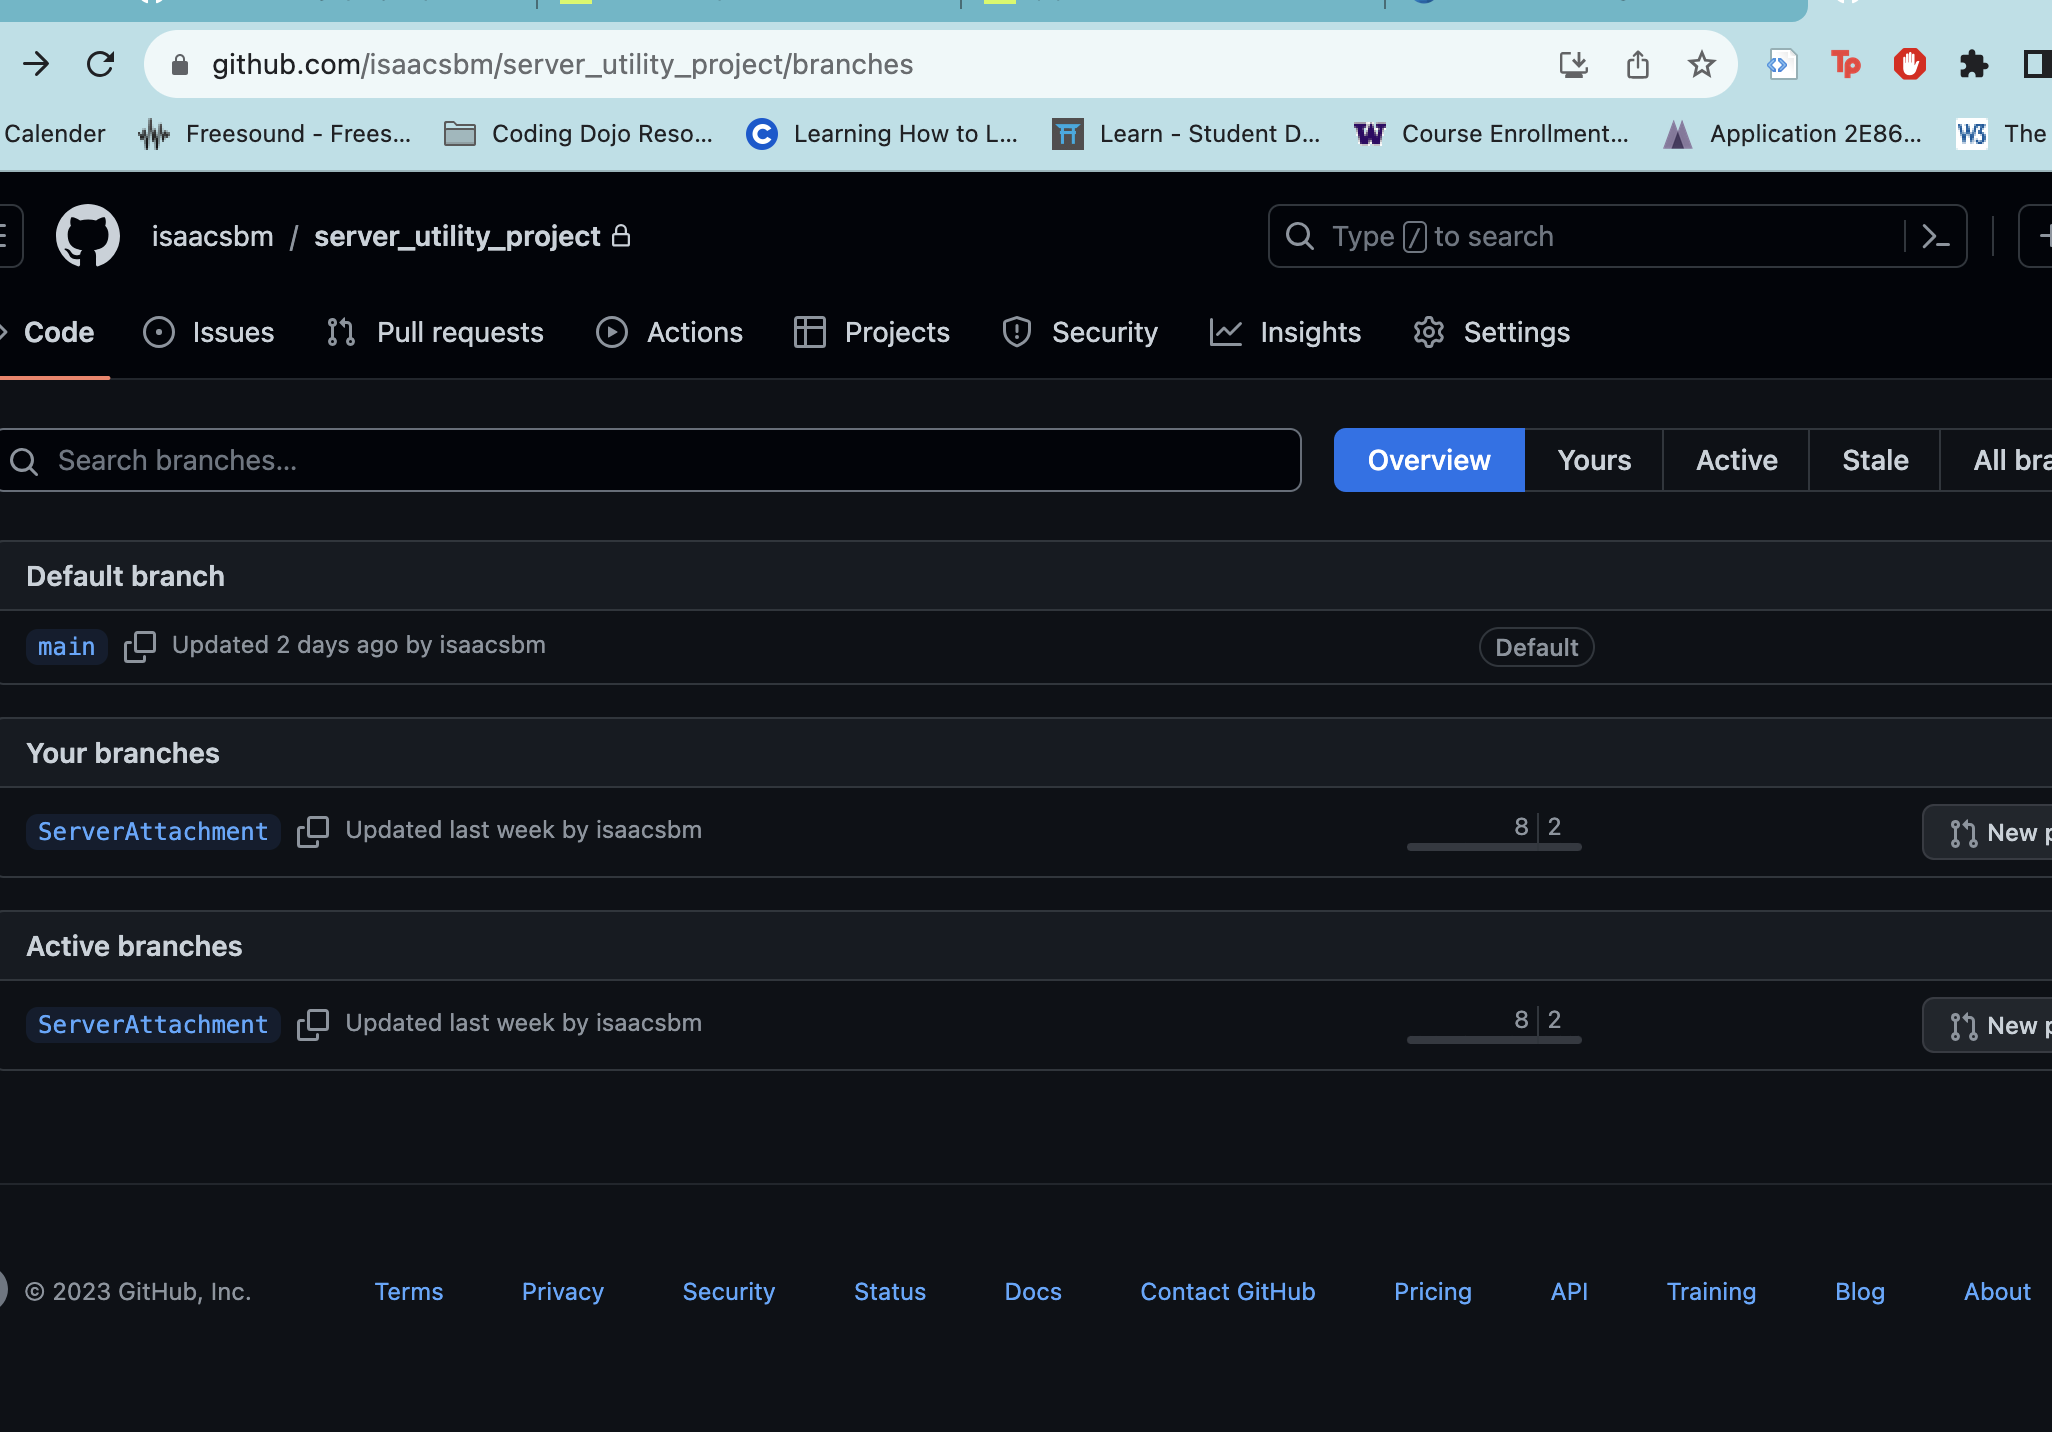 github.com/isaacsbm/server_utility_project/branches
Tp
Calender Freesound - Frees... Coding Dojo Reso... Learning How to L... Learn - Student D... Course Enrollment... Application 2E86... The
isaacsbm / server_utility_project Type / to search
Code Issues Pull requests Actions Projects Security Insights Settings
Search branches... Overview Yours Active Stale All bra
Default branch
main Updated 2 days ago by isaacsbm Default
Your branches
ServerAttachment Updated last week by isaacsbm 8 2 New p
Active branches
ServerAttachment Updated last week by isaacsbm 8 2 New p
© 2023 GitHub, Inc. Terms Privacy Security Status Docs Contact GitHub Pricing API Training Blog About